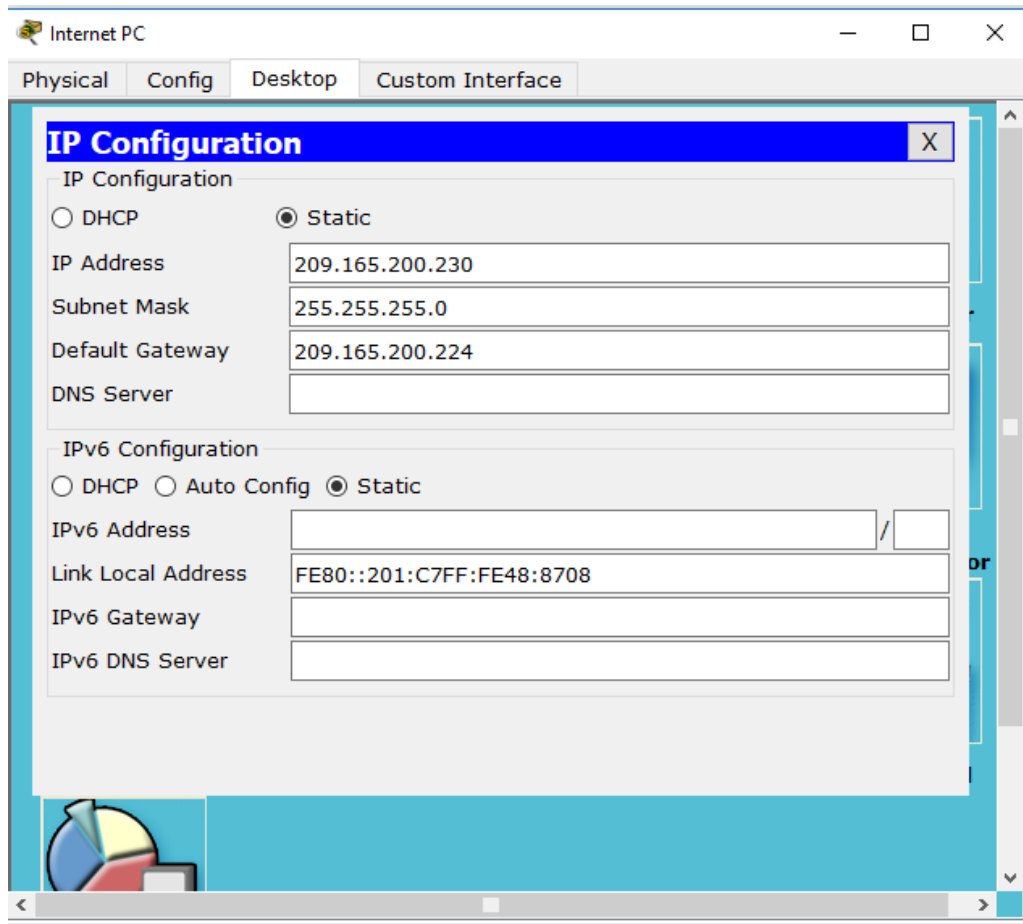 Internet PC
Physical Config Desktop Custom Interface
IP Configuration X
IP Configuration
DHCP Static
IP Address 209.165.200.230
Subnet Mask 255.255.255.0
Default Gateway 209.165.200.224
DNS Server
IPv6 Configuration
DHCP Auto Config Static
IPv6 Address /
Link Local Address FE80::201:C7FF:FE48:8708
IPv6 Gateway
IPv6 DNS Server